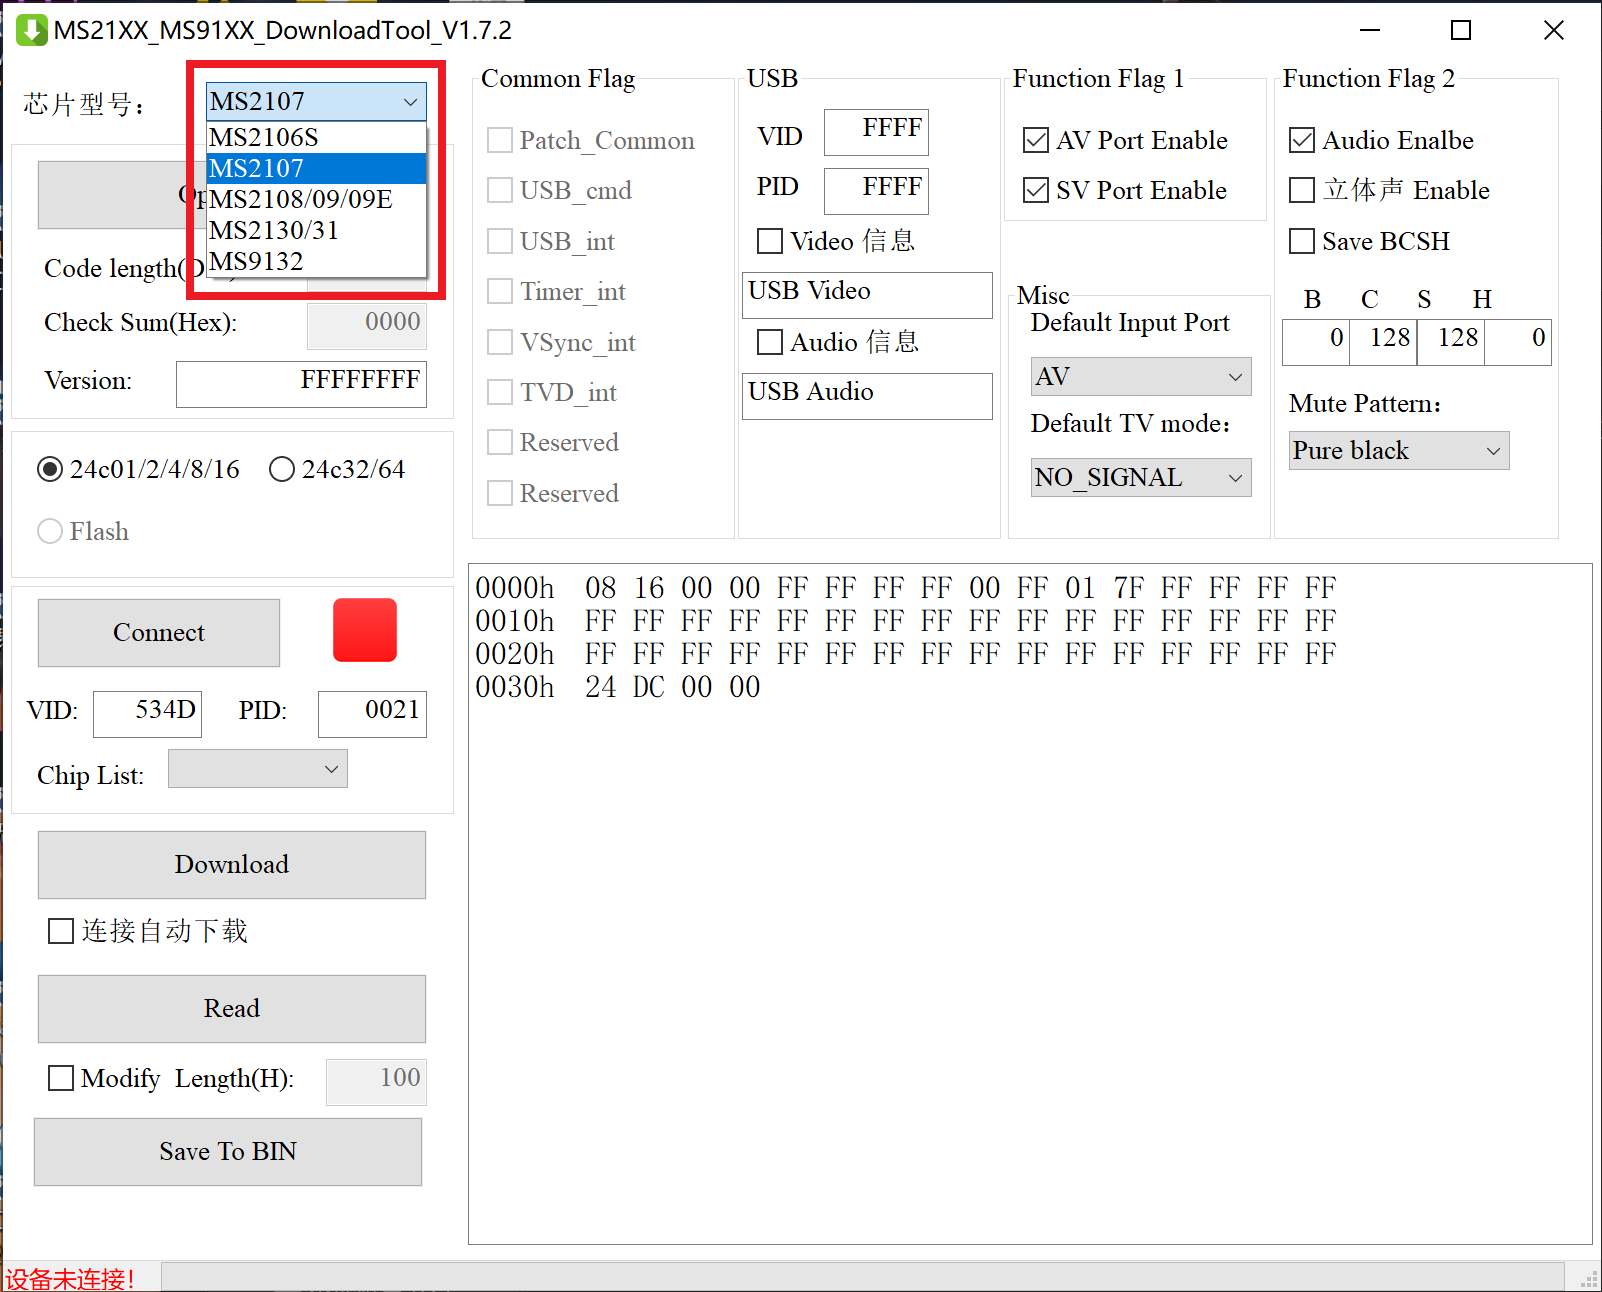 MS21XX_MS91XX_DownloadTool_V1.7.2
芯片型号：
MS2107
MS2106S
MS2107
MS2108/09/09E
MS2130/31
MS9132
Op
Code length(D
Check Sum(Hex):
0000
Version:
FFFFFFFF
24c01/2/4/8/16
24c32/64
Flash
Connect
VID:
534D
PID:
0021
Chip List:
Download
连接自动下载
Read
Modify Length(H):
100
Save To BIN
Common Flag
Patch_Common
USB_cmd
USB_int
Timer_int
VSync_int
TVD_int
Reserved
Reserved
USB
VID
FFFF
PID
FFFF
Video 信息
USB Video
Audio 信息
USB Audio
Function Flag 1
AV Port Enable
SV Port Enable
Misc
Default Input Port
AV
Default TV mode：
NO_SIGNAL
Function Flag 2
Audio Enalbe
立体声 Enable
Save BCSH
B C S H
0 128 128 0
Mute Pattern：
Pure black
0000h 08 16 00 00 FF FF FF FF 00 FF 01 7F FF FF FF FF
0010h FF FF FF FF FF FF FF FF FF FF FF FF FF FF FF FF
0020h FF FF FF FF FF FF FF FF FF FF FF FF FF FF FF FF
0030h 24 DC 00 00
设备未连接！